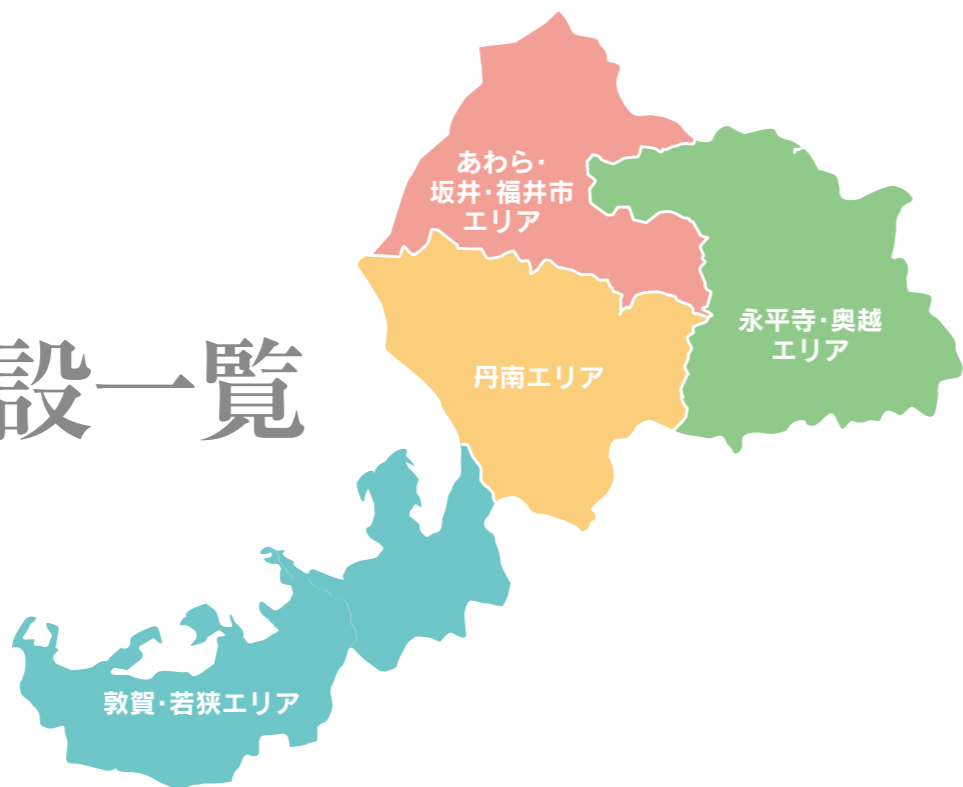 あわら・
坂井・福井市
エリア
永平寺・奥越
エリア
丹南エリア
設一覧
敦賀・若狭エリア